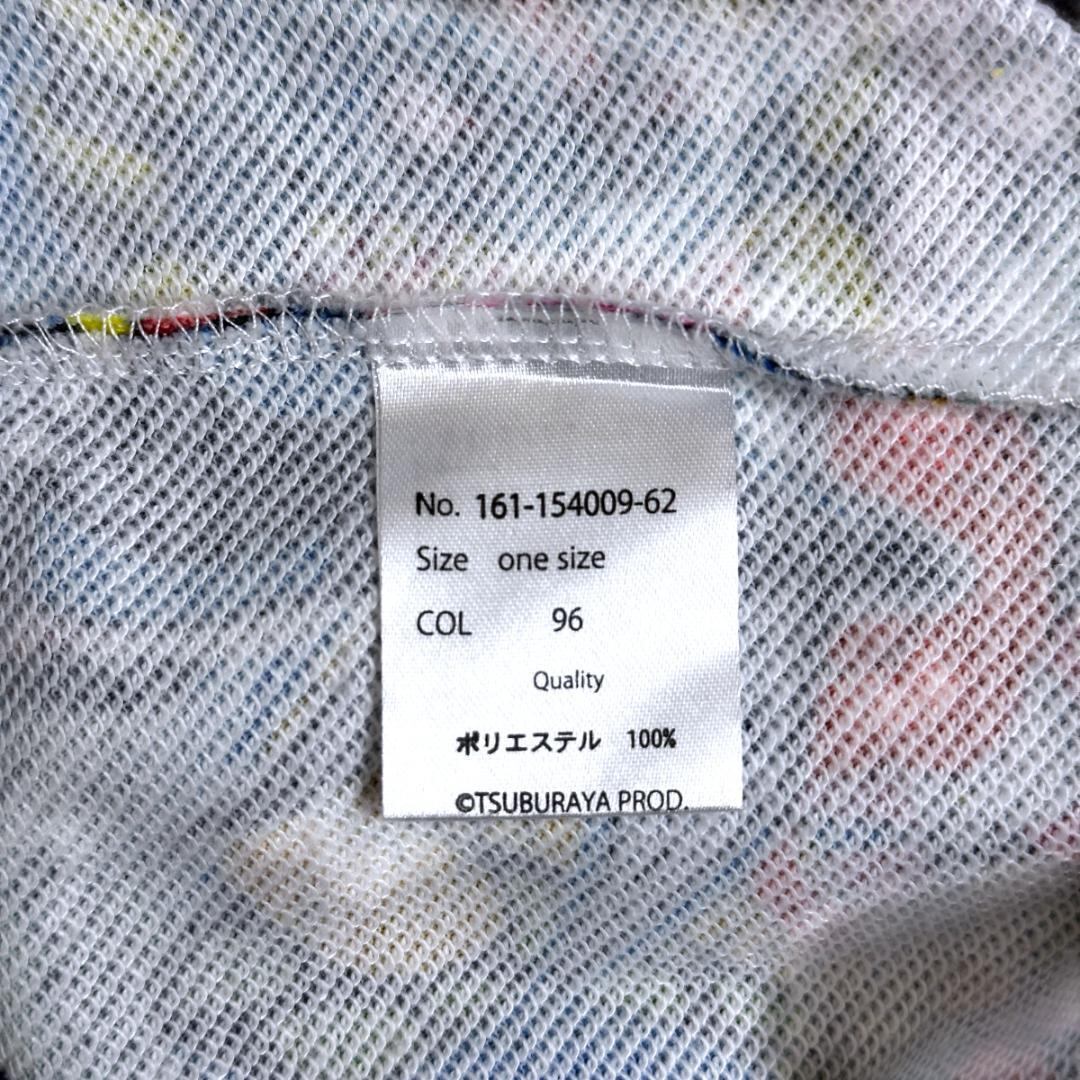 No. 161-154009-62
Size one size
COL 96
Quality
ポリエステル 100%
©TSUBURAYA PROD.